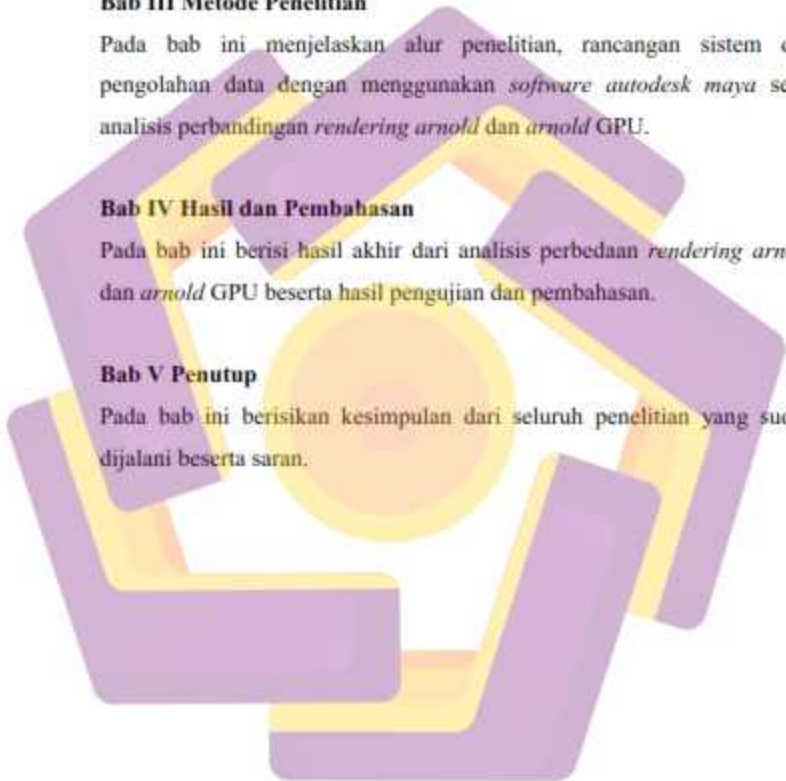 Bab III Metode Penelitian
Pada bab ini menjelaskan alur penelitian, rancangan sistem
pengolahan data dengan menggunakan software autodesk maya
analisis perbandingan rendering arnold dan arnold GPU.
Bab IV Hasil dan Pembahasan
Pada bab ini berisi hasil akhir dari analisis perbedaan rendering
dan arnold GPU beserta hasil pengujian dan pembahasan.
Bab V Penutup
Pada bab ini berisikan kesimpulan dari seluruh penelitian yang
dijalani beserta saran.